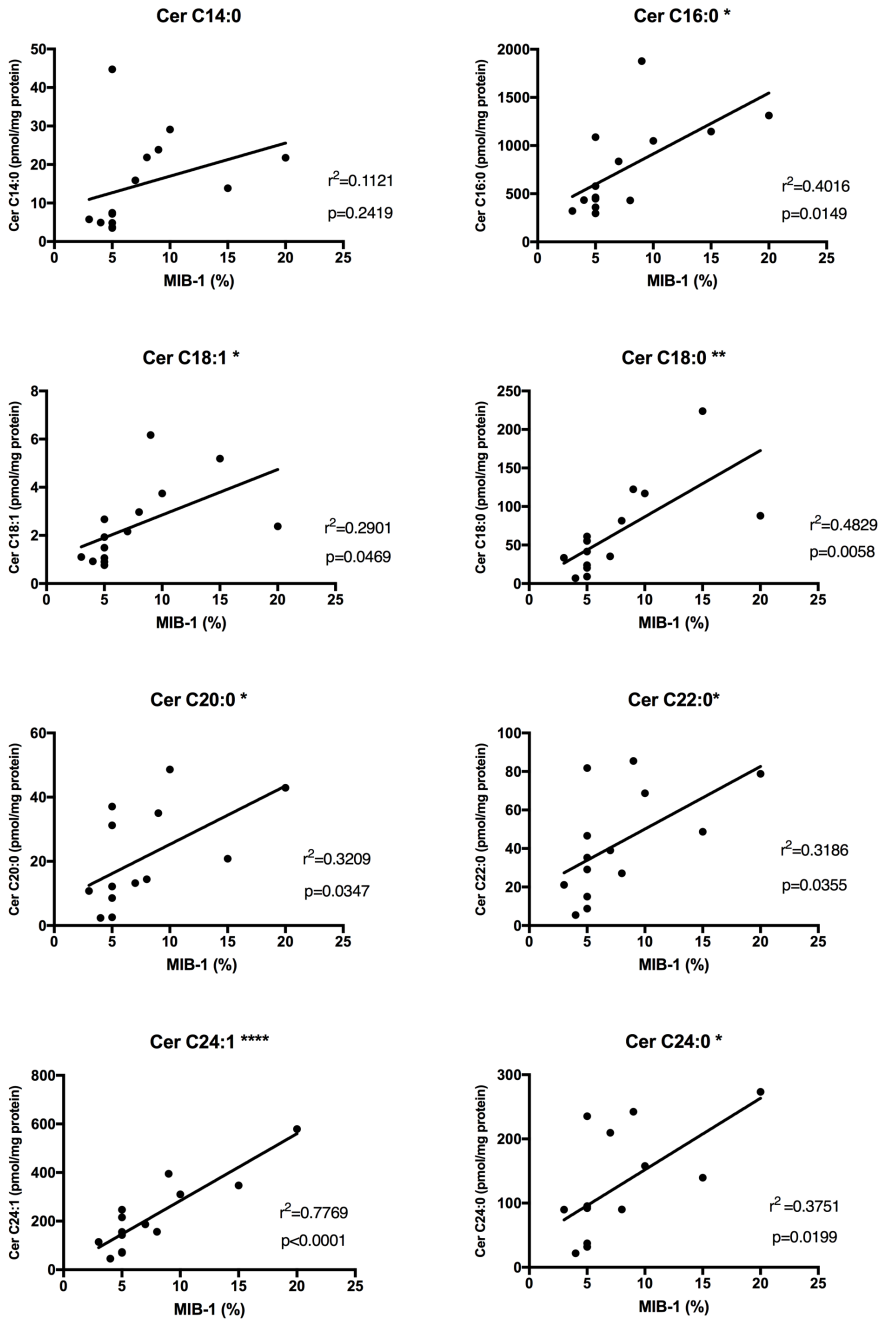 Cer C14:0
Cer C14:0 (pmol/mg protein)
50
40
30
20
10
0
r²=0.1121
p=0.2419
0 5 10 15 20 25
MIB-1 (%)
Cer C16:0 *
Cer C16:0 (pmol/mg protein)
2000
1500
1000
500
0
r²=0.4016
p=0.0149
0 5 10 15 20 25
MIB-1 (%)
Cer C18:1 *
Cer C18:1 (pmol/mg protein)
8
6
4
2
0
r²=0.2901
p=0.0469
0 5 10 15 20 25
MIB-1 (%)
Cer C18:0 **
Cer C18:0 (pmol/mg protein)
250
200
150
100
50
0
r²=0.4829
p=0.0058
0 5 10 15 20 25
MIB-1 (%)
Cer C20:0 *
Cer C20:0 (pmol/mg protein)
60
40
20
0
r²=0.3209
p=0.0347
0 5 10 15 20 25
MIB-1 (%)
Cer C22:0*
Cer C22:0 (pmol/mg protein)
100
80
60
40
20
0
r²=0.3186
p=0.0355
0 5 10 15 20 25
MIB-1 (%)
Cer C24:1 ****
Cer C24:1 (pmol/mg protein)
800
600
400
200
0
r²=0.7769
p<0.0001
0 5 10 15 20 25
MIB-1 (%)
Cer C24:0 *
Cer C24:0 (pmol/mg protein)
300
200
100
0
r²=0.3751
p=0.0199
0 5 10 15 20 25
MIB-1 (%)